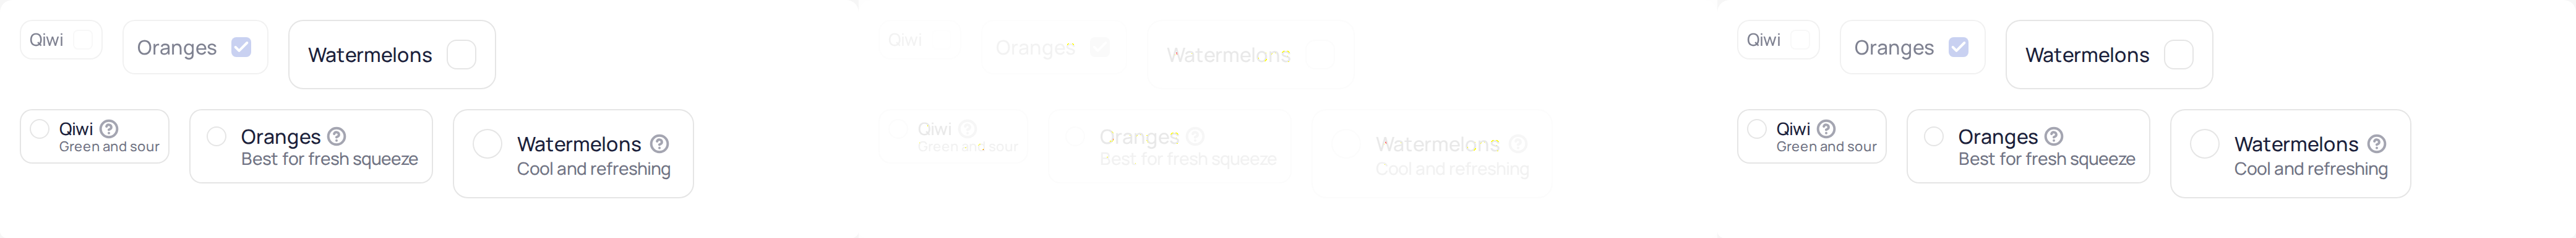 Qiwi Oranges Watermelons
Qiwi Oranges Watermelons
Green and sour Best for fresh squeeze Cool and refreshing
Qiwi Oranges Watermelons
Qiwi Oranges Watermelons
Green and sour Best for fresh squeeze Cool and refreshing
Qiwi Oranges Watermelons
Qiwi Oranges Watermelons
Green and sour Best for fresh squeeze Cool and refreshing